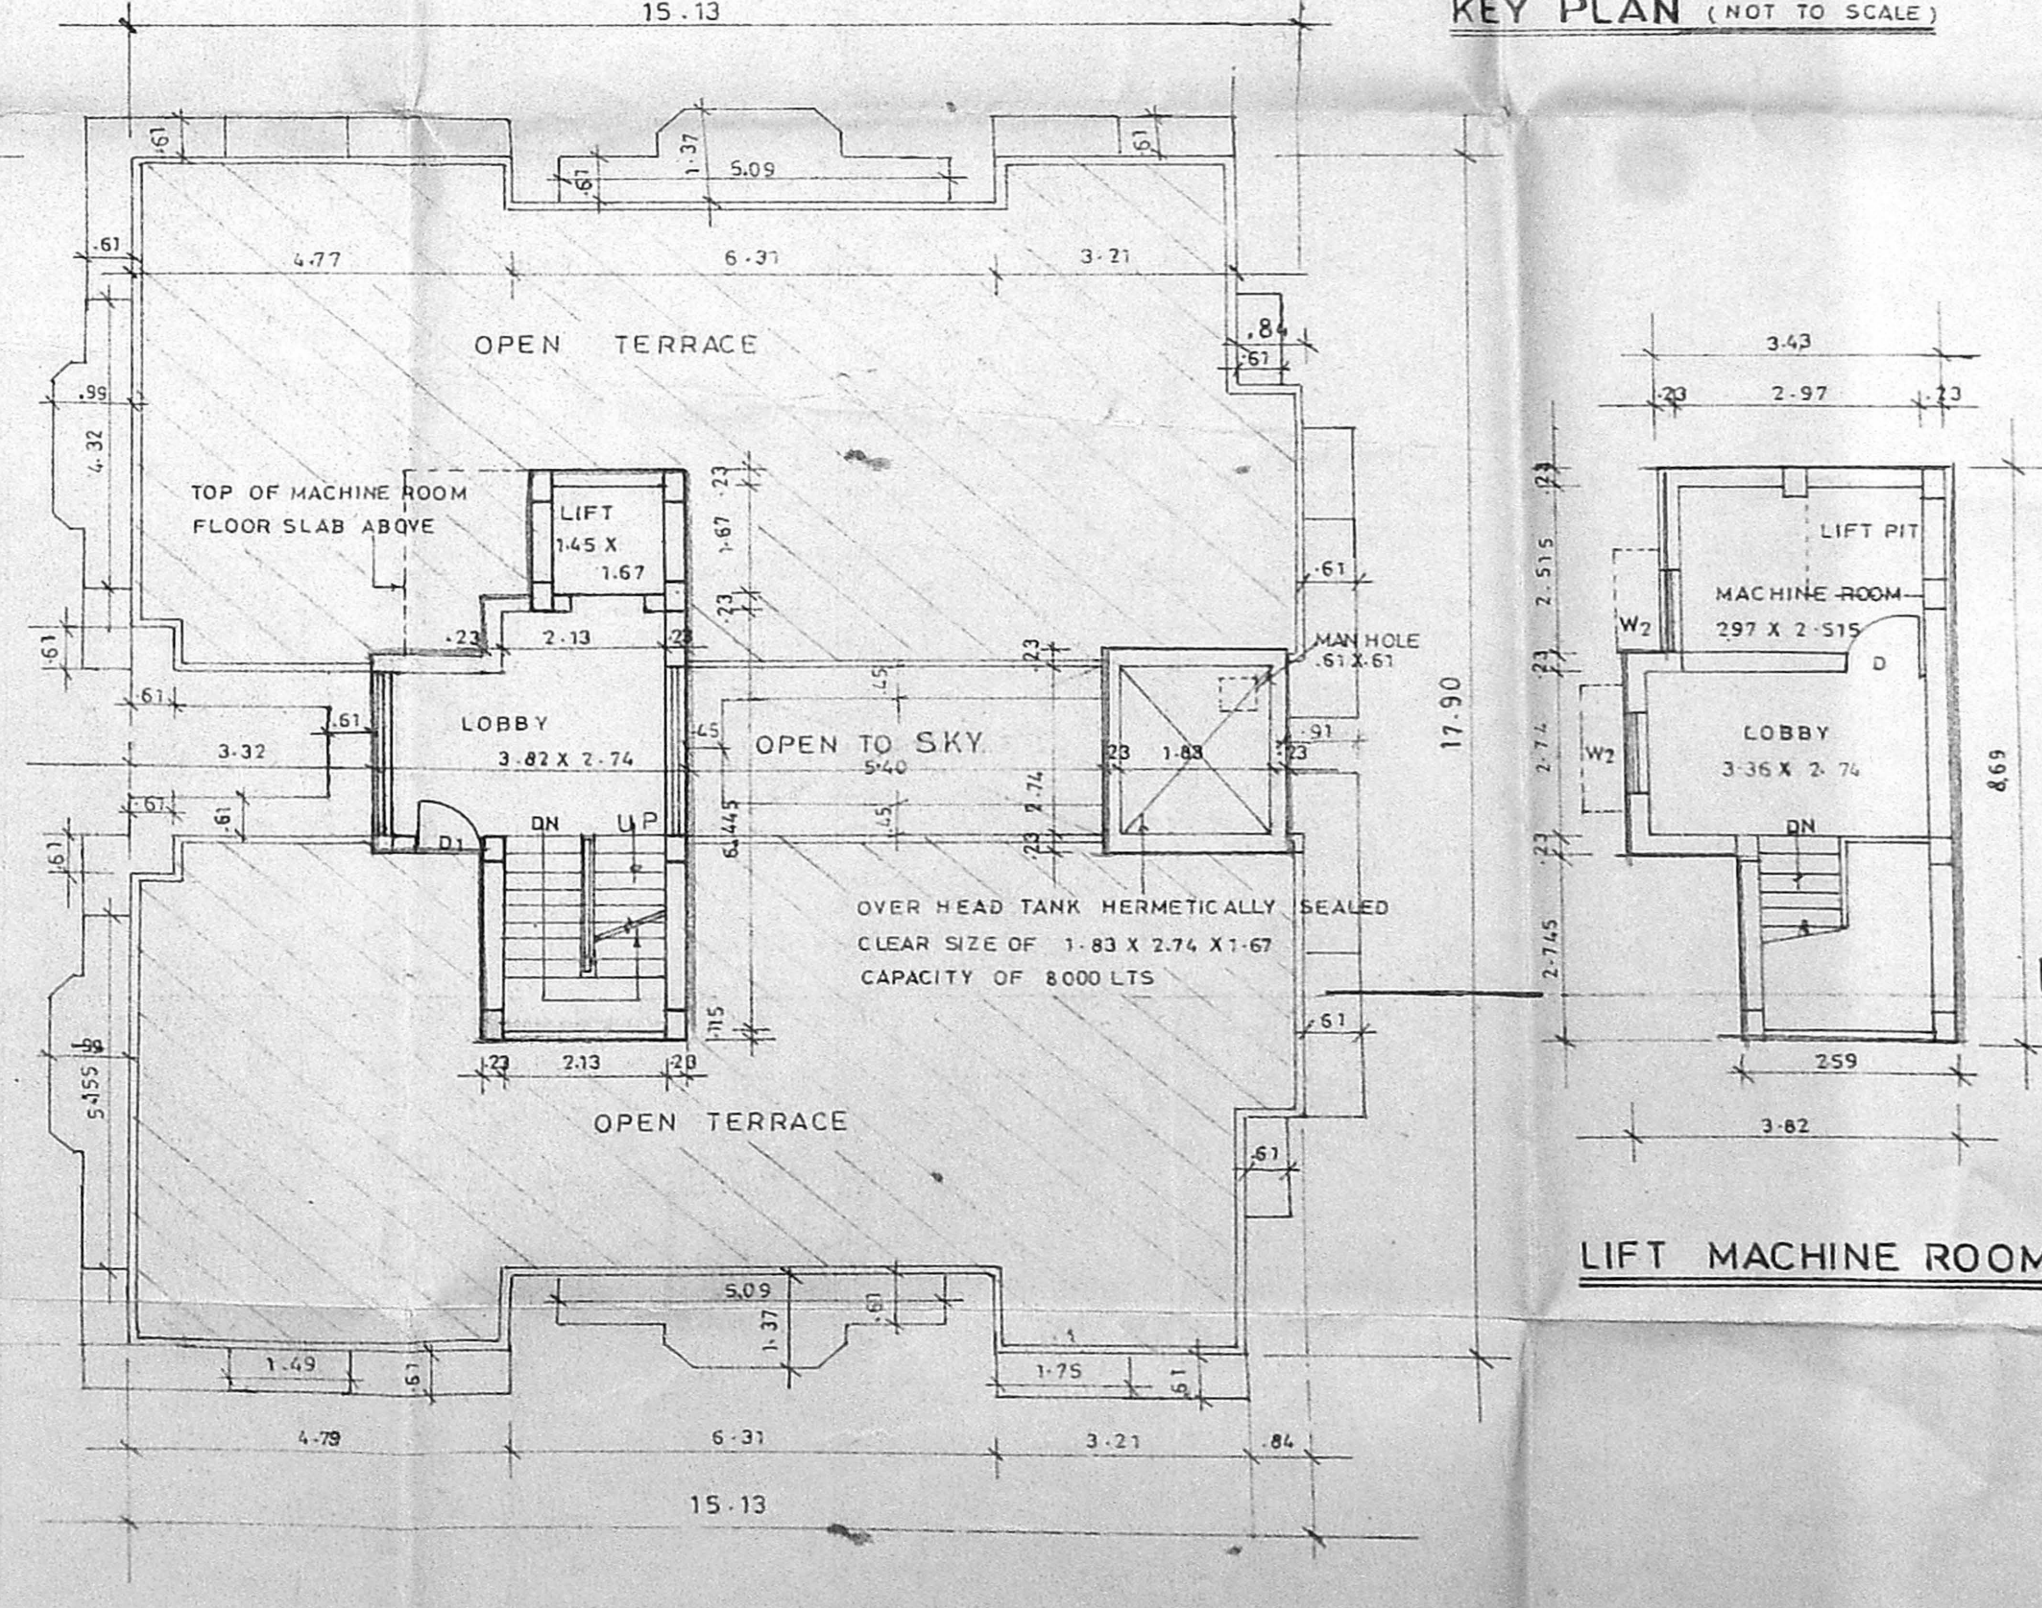 15.13
KEY PLAN (NOT TO SCALE)
.61
1.37
.61
5.09
.61
.61
4.77
6.31
3.21
OPEN TERRACE
.84
.61
.99
4.32
TOP OF MACHINE ROOM
FLOOR SLAB ABOVE
LIFT
1.45 X
1.67
.23
1.67
.23
.61
.23
2.13
.23
.61
.61
.61
3.32
.61
.61
.61
LOBBY
3.82 X 2.74
.45
.45
OPEN TO SKY
5.40
.45
.23
2.74
.23
.23
1.83
.23
MAN HOLE
.61 X .61
.91
17.90
DN
UP
D1
6.445
.115
OVER HEAD TANK HERMETICALLY SEALED
CLEAR SIZE OF 1.83 X 2.74 X 1.67
CAPACITY OF 8000 LTS
.61
.99
5.155
.23
2.13
.23
OPEN TERRACE
.61
5.09
1.37
.61
1.49
.61
1.75
.61
4.79
6.31
3.21
.84
15.13
3.43
.23
2.97
.23
.23
2.515
.23
2.74
.23
2.745
LIFT PIT
MACHINE ROOM
297 X 2.515
W2
D
W2
LOBBY
3.36 X 2.74
DN
8.69
259
3.82
LIFT MACHINE ROOM